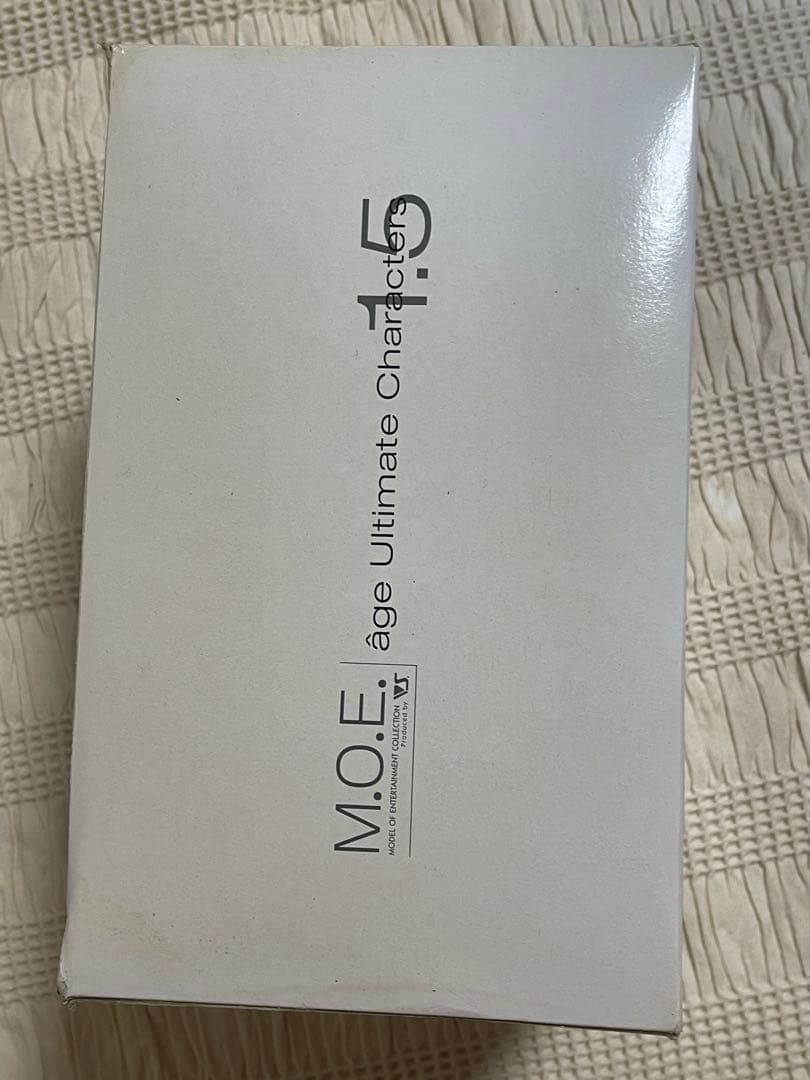 M.O.E.
MODEL OF ENTERTAINMENT COLLECTION
Produced by
âge Ultimate Characters
1.5